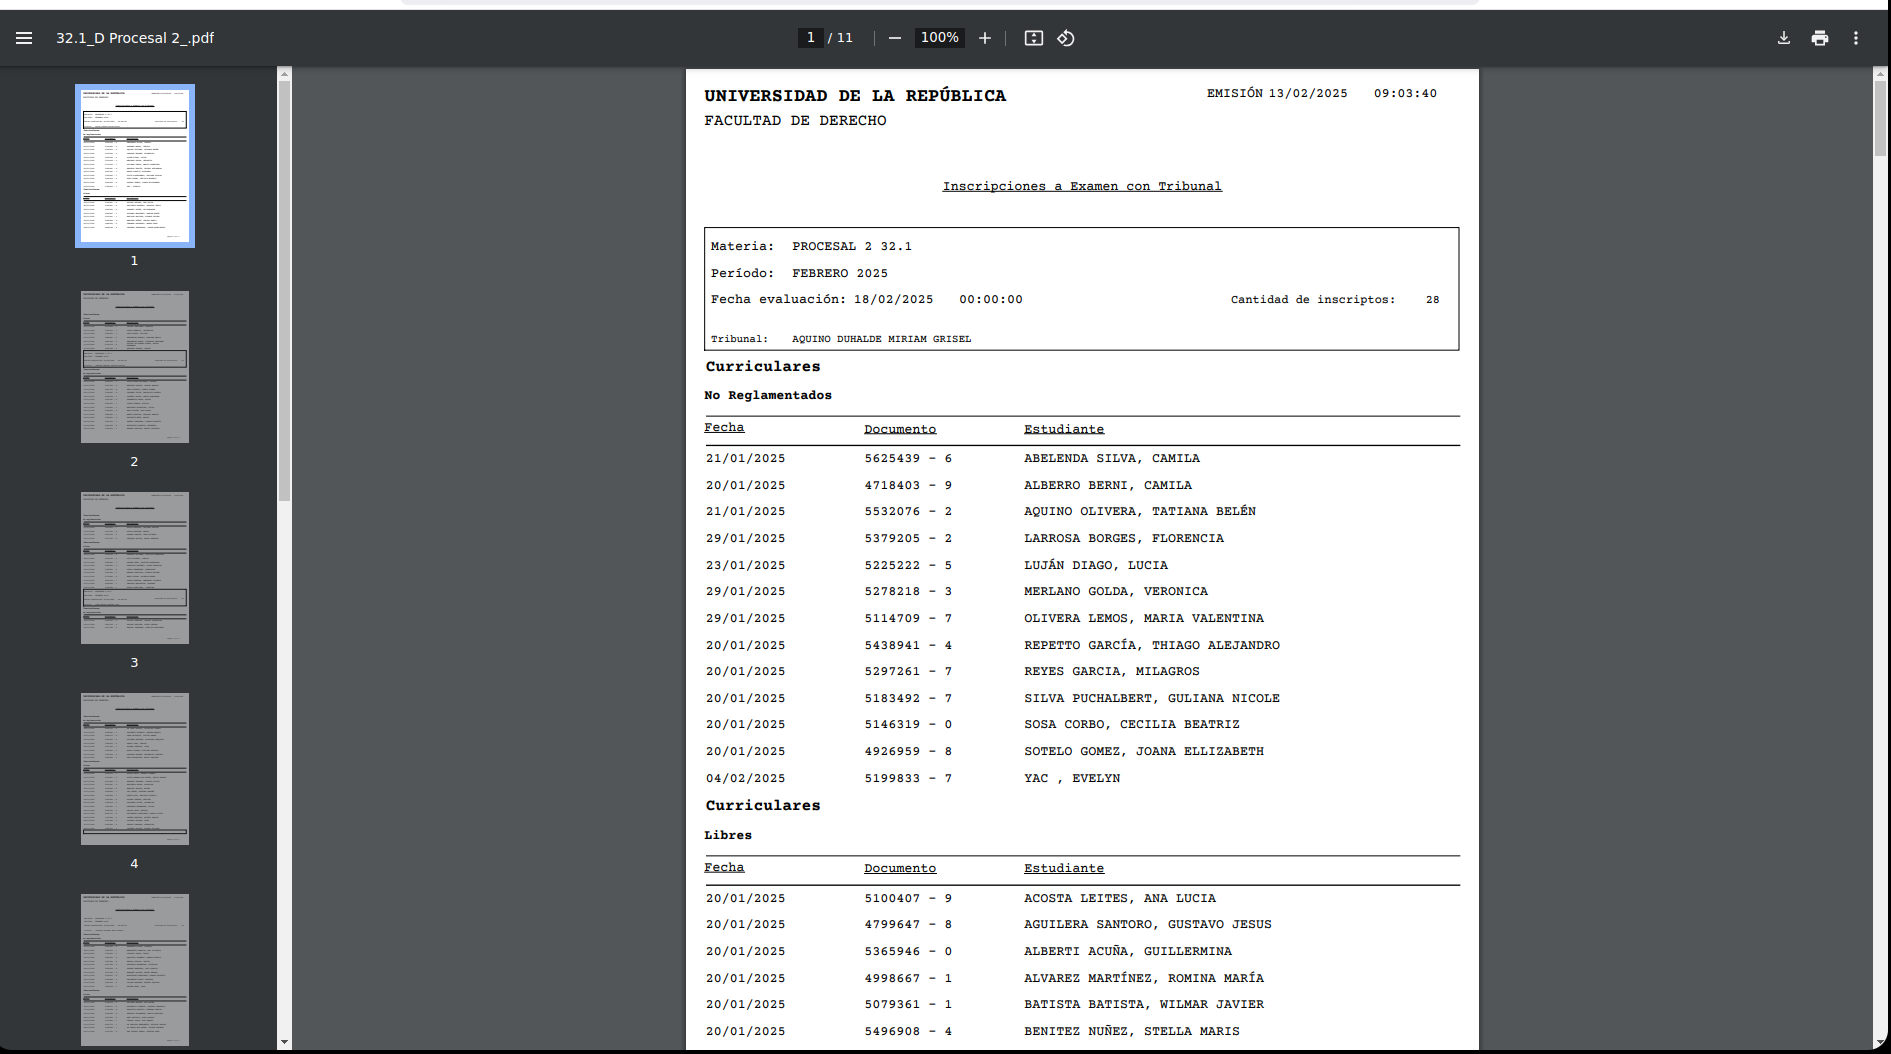 32.1_D Procesal 2_.pdf
1 / 11
100%
1
2
3
4
UNIVERSIDAD DE LA REPÚBLICA
EMISIÓN 13/02/2025 09:03:40
FACULTAD DE DERECHO
Inscripciones a Examen con Tribunal
Materia: PROCESAL 2 32.1
Período: FEBRERO 2025
Fecha evaluación: 18/02/2025 00:00:00 Cantidad de inscriptos: 28
Tribunal: AQUINO DUHALDE MIRIAM GRISEL
Curriculares
No Reglamentados
Fecha Documento Estudiante
21/01/2025 5625439 - 6 ABELENDA SILVA, CAMILA
20/01/2025 4718403 - 9 ALBERRO BERNI, CAMILA
21/01/2025 5532076 - 2 AQUINO OLIVERA, TATIANA BELÉN
29/01/2025 5379205 - 2 LARROSA BORGES, FLORENCIA
23/01/2025 5225222 - 5 LUJÁN DIAGO, LUCIA
29/01/2025 5278218 - 3 MERLANO GOLDA, VERONICA
29/01/2025 5114709 - 7 OLIVERA LEMOS, MARIA VALENTINA
20/01/2025 5438941 - 4 REPETTO GARCÍA, THIAGO ALEJANDRO
20/01/2025 5297261 - 7 REYES GARCIA, MILAGROS
20/01/2025 5183492 - 7 SILVA PUCHALBERT, GULIANA NICOLE
20/01/2025 5146319 - 0 SOSA CORBO, CECILIA BEATRIZ
20/01/2025 4926959 - 8 SOTELO GOMEZ, JOANA ELLIZABETH
04/02/2025 5199833 - 7 YAC , EVELYN
Curriculares
Libres
Fecha Documento Estudiante
20/01/2025 5100407 - 9 ACOSTA LEITES, ANA LUCIA
20/01/2025 4799647 - 8 AGUILERA SANTORO, GUSTAVO JESUS
20/01/2025 5365946 - 0 ALBERTI ACUÑA, GUILLERMINA
20/01/2025 4998667 - 1 ALVAREZ MARTÍNEZ, ROMINA MARÍA
20/01/2025 5079361 - 1 BATISTA BATISTA, WILMAR JAVIER
20/01/2025 5496908 - 4 BENITEZ NUÑEZ, STELLA MARIS